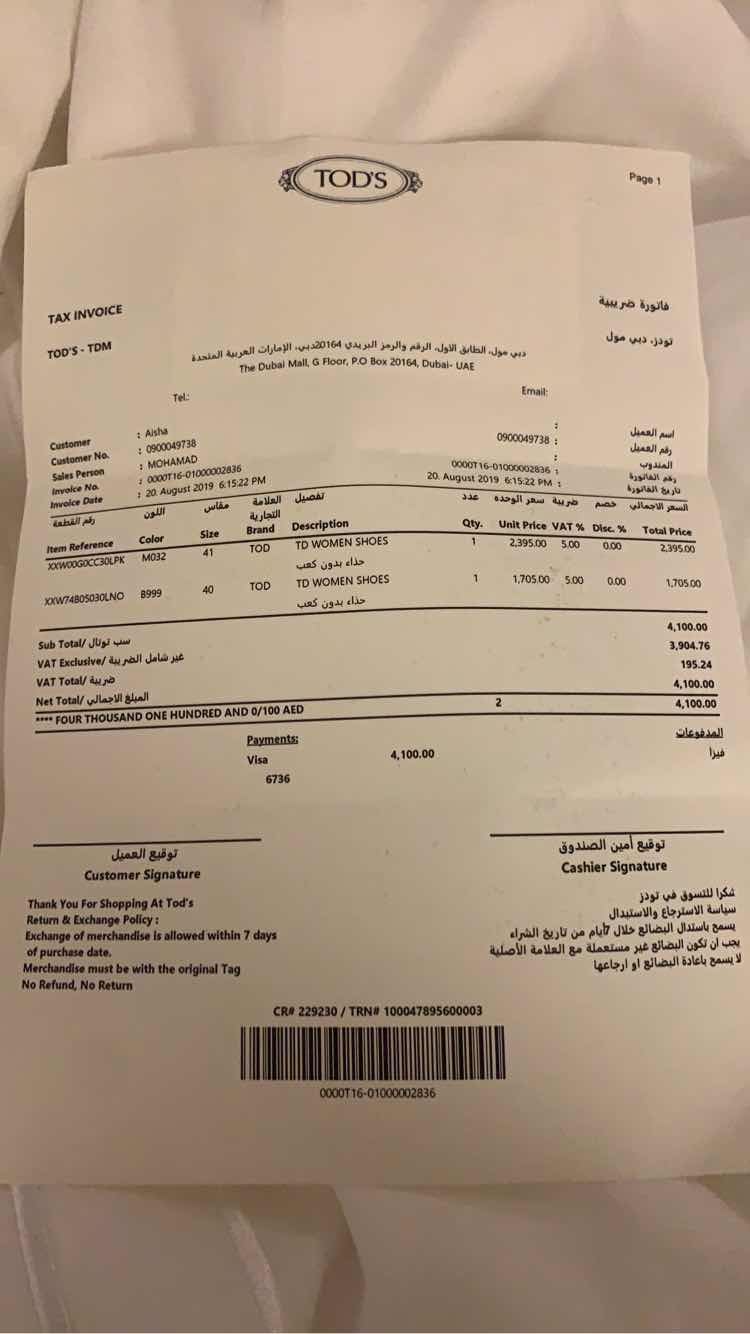 TOD'S
Page 1
TAX INVOICE
فاتورة ضريبية
TOD'S - TDM
تودز، دبي مول
دبي مول، الطابق الاول، الرقم والرمز البريدي 20164دبي، الإمارات العربية المتحدة
The Dubai Mall, G Floor, P.O Box 20164, Dubai- UAE
Tel.:
Email:
Customer : Aisha : اسم العميل
Customer No. : 0900049738 0900049738 : رقم العميل
Sales Person : MOHAMAD : المندوب
Invoice No. : 0000T16-01000002836 0000T16-01000002836 : رقم الفاتورة
Invoice Date : 20. August 2019 6:15:22 PM 20. August 2019 6:15:22 PM : تاريخ الفاتورة
رقم القطعة اللون مقاس العلامة التجارية تفصيل عدد سعر الوحده ضريبة خصم السعر الاجمالي
Item Reference Color Size Brand Description Qty. Unit Price VAT % Disc. % Total Price
XXW00G0CC30LPK M032 41 TOD TD WOMEN SHOES 1 2,395.00 5.00 0.00 2,395.00
حذاء بدون كعب
XXW74B05030LNO B999 40 TOD TD WOMEN SHOES 1 1,705.00 5.00 0.00 1,705.00
حذاء بدون كعب
Sub Total/ سب توتال 4,100.00
VAT Exclusive/ غير شامل الضريبة 3,904.76
VAT Total/ ضريبة 195.24
Net Total/ المبلغ الاجمالي 4,100.00
**** FOUR THOUSAND ONE HUNDRED AND 0/100 AED 2 4,100.00
Payments: المدفوعات
Visa 4,100.00 فيزا
6736
توقيع العميل
Customer Signature
توقيع أمين الصندوق
Cashier Signature
Thank You For Shopping At Tod's
Return & Exchange Policy :
Exchange of merchandise is allowed within 7 days
of purchase date.
Merchandise must be with the original Tag
No Refund, No Return
شكرا للتسوق في تودز
سياسة الاسترجاع والاستبدال
يسمح باستدال البضائع خلال 7أيام من تاريخ الشراء
يجب ان تكون البضائع غير مستعملة مع العلامة الأصلية
لا يسمح باعادة البضائع او ارجاعها
CR# 229230 / TRN# 100047895600003
0000T16-01000002836